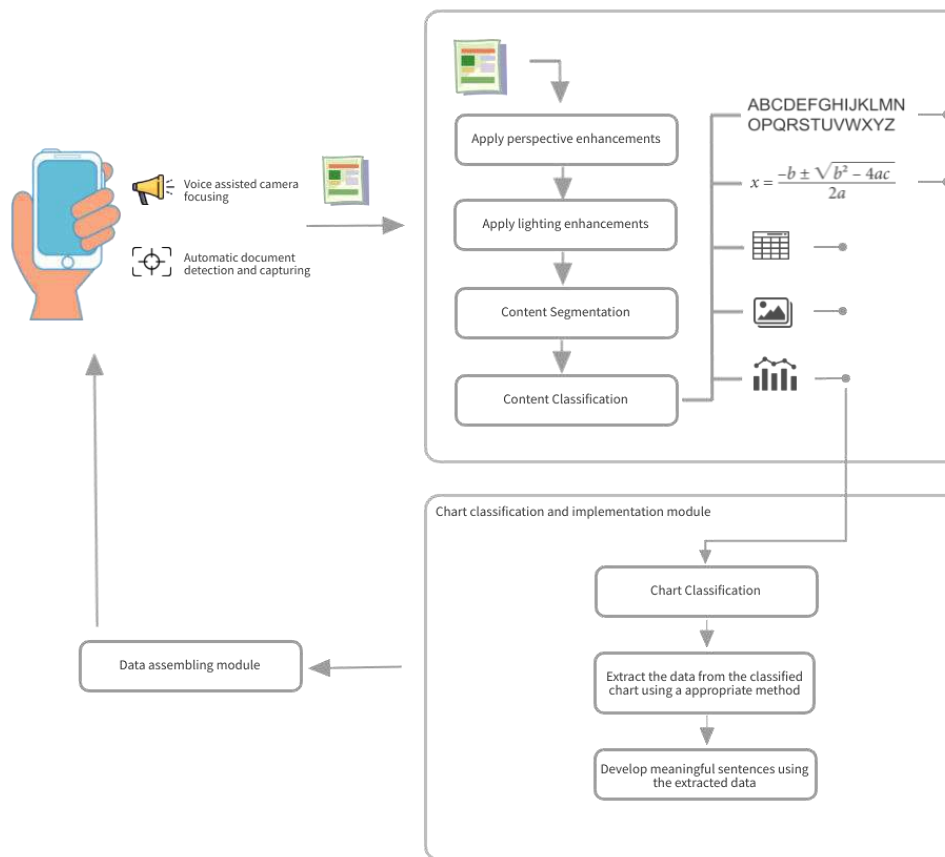 Voice assisted camera
focusing
Automatic document
detection and capturing
Apply perspective enhancements
Apply lighting enhancements
Content Segmentation
Content Classification
ABCDEFGHIJKLMN
OPQRSTUVWXYZ
x = \frac{-b ± \sqrt{b² − 4ac}}{2a}
Chart classification and implementation module
Chart Classification
Extract the data from the classified
chart using a appropriate method
Develop meaningful sentences using
the extracted data
Data assembling module